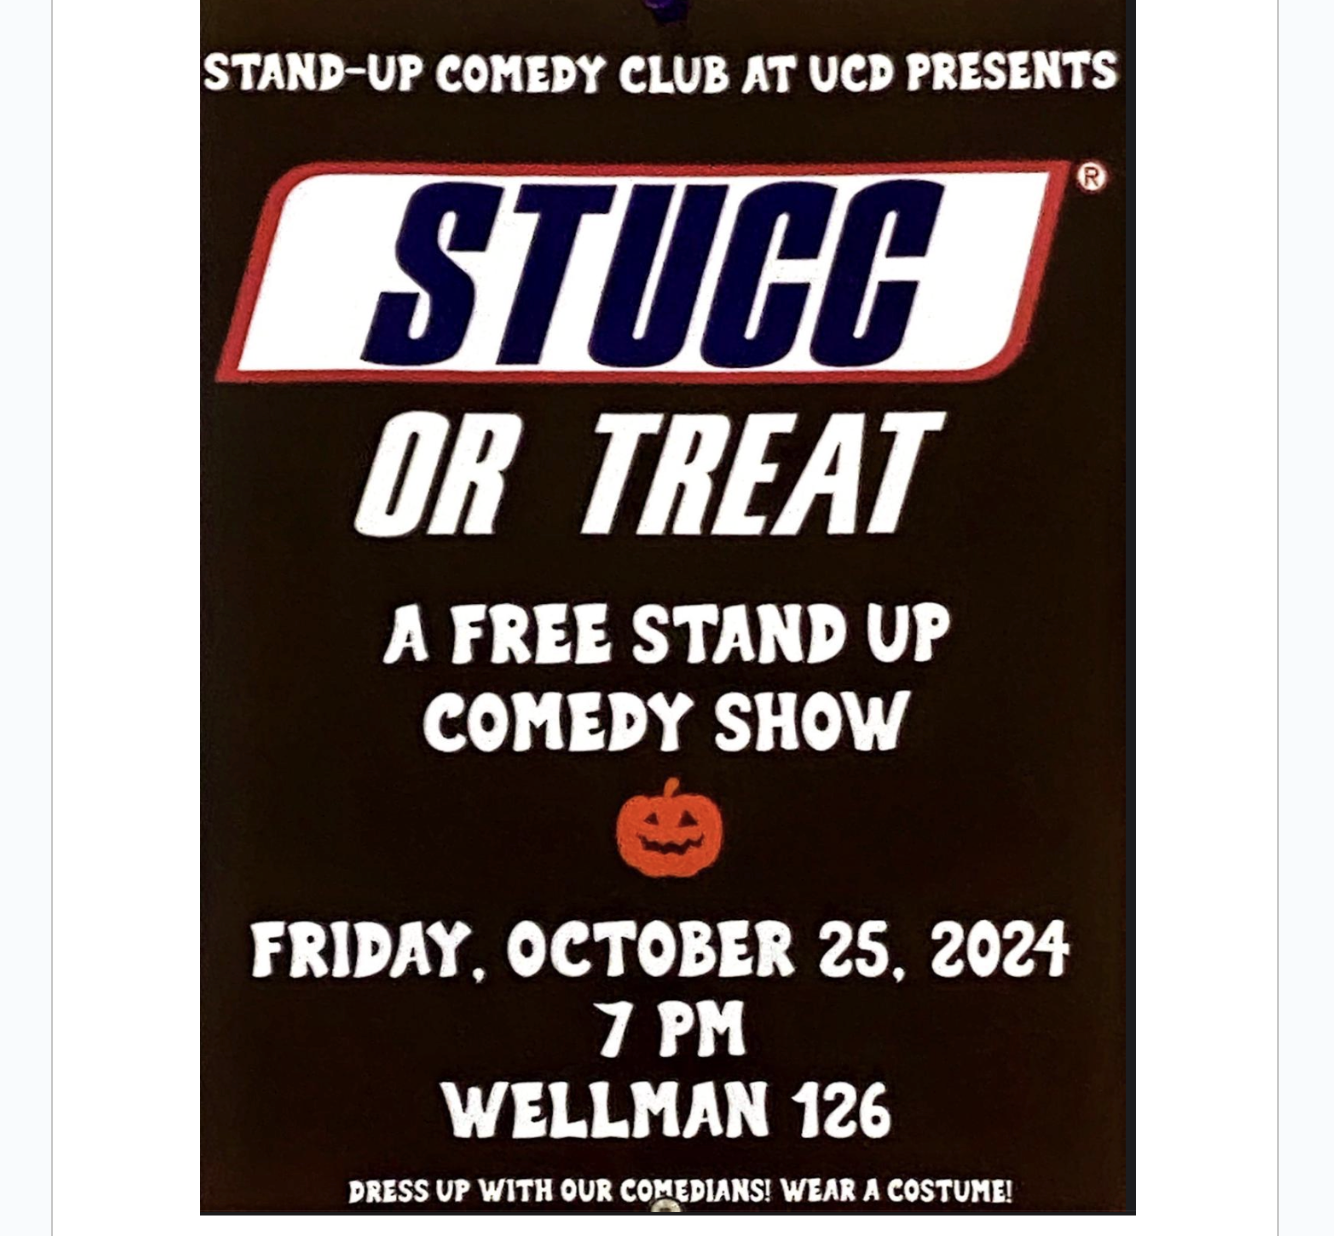 STAND-UP COMEDY CLUB AT UCD PRESENTS
STUCC®
OR TREAT
A FREE STAND UP
COMEDY SHOW
FRIDAY, OCTOBER 25, 2024
7 PM
WELLMAN 126
DRESS UP WITH OUR COMEDIANS! WEAR A COSTUME!